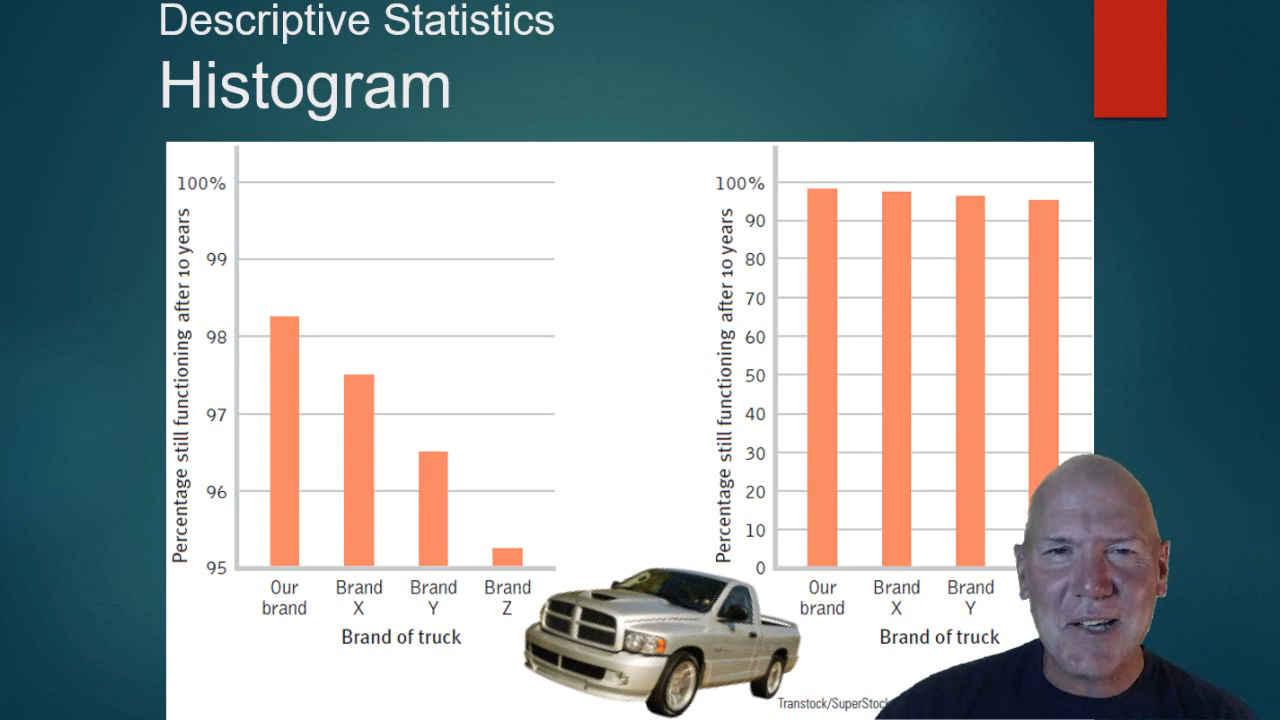 Descriptive Statistics
Histogram
Percentage still functioning after 10 years
100%
99
98
97
96
95
Our brand
Brand X
Brand Y
Brand Z
Brand of truck
Percentage still functioning after 10 years
100%
90
80
70
60
50
40
30
20
10
0
Our brand
Brand X
Brand Y
Brand of truck
Transtock/SuperStock